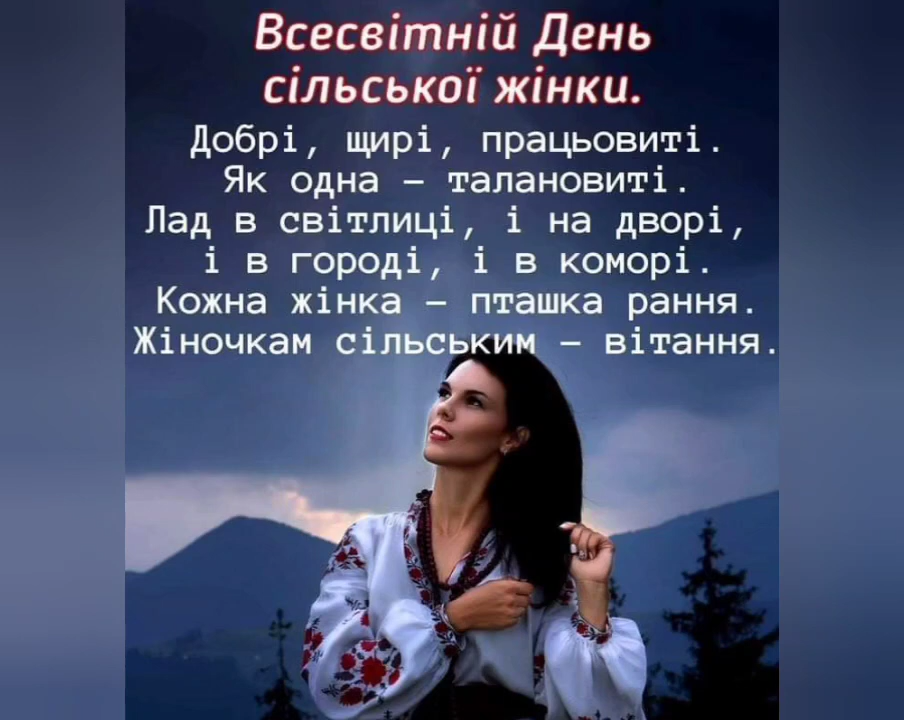 Всесвітній День
сільської жінки.
Добрі, щирі, працьовиті.
Як одна – талановиті.
Лад в світлиці, і на дворі,
і в городі, і в коморі.
Кожна жінка – пташка рання.
Жіночкам сільським – вітання.